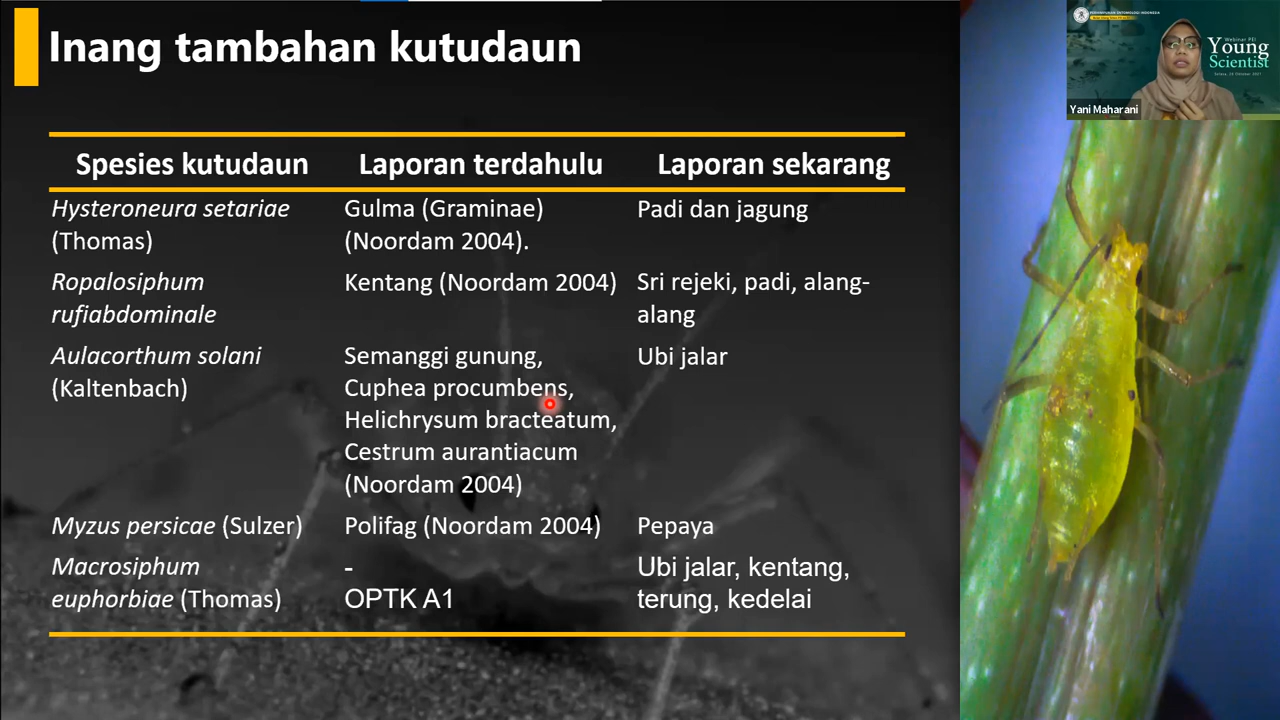 Inang tambahan kutudaun
Spesies kutudaun
Laporan terdahulu
Laporan sekarang
Hysteroneura setariae
(Thomas)
Gulma (Graminae)
(Noordam 2004).
Padi dan jagung
Ropalosiphum
rufiabdominale
Kentang (Noordam 2004)
Sri rejeki, padi, alang-
alang
Aulacorthum solani
(Kaltenbach)
Semanggi gunung,
Cuphea procumbens,
Helichrysum bracteatum,
Cestrum aurantiacum
(Noordam 2004)
Ubi jalar
Myzus persicae (Sulzer)
Polifag (Noordam 2004)
Pepaya
Macrosiphum
euphorbiae (Thomas)
-
OPTK A1
Ubi jalar, kentang,
terung, kedelai
PERHIMPUNAN ENTOMOLOGI INDONESIA
Webinar PEI
Young
Scientist
Yani Maharani